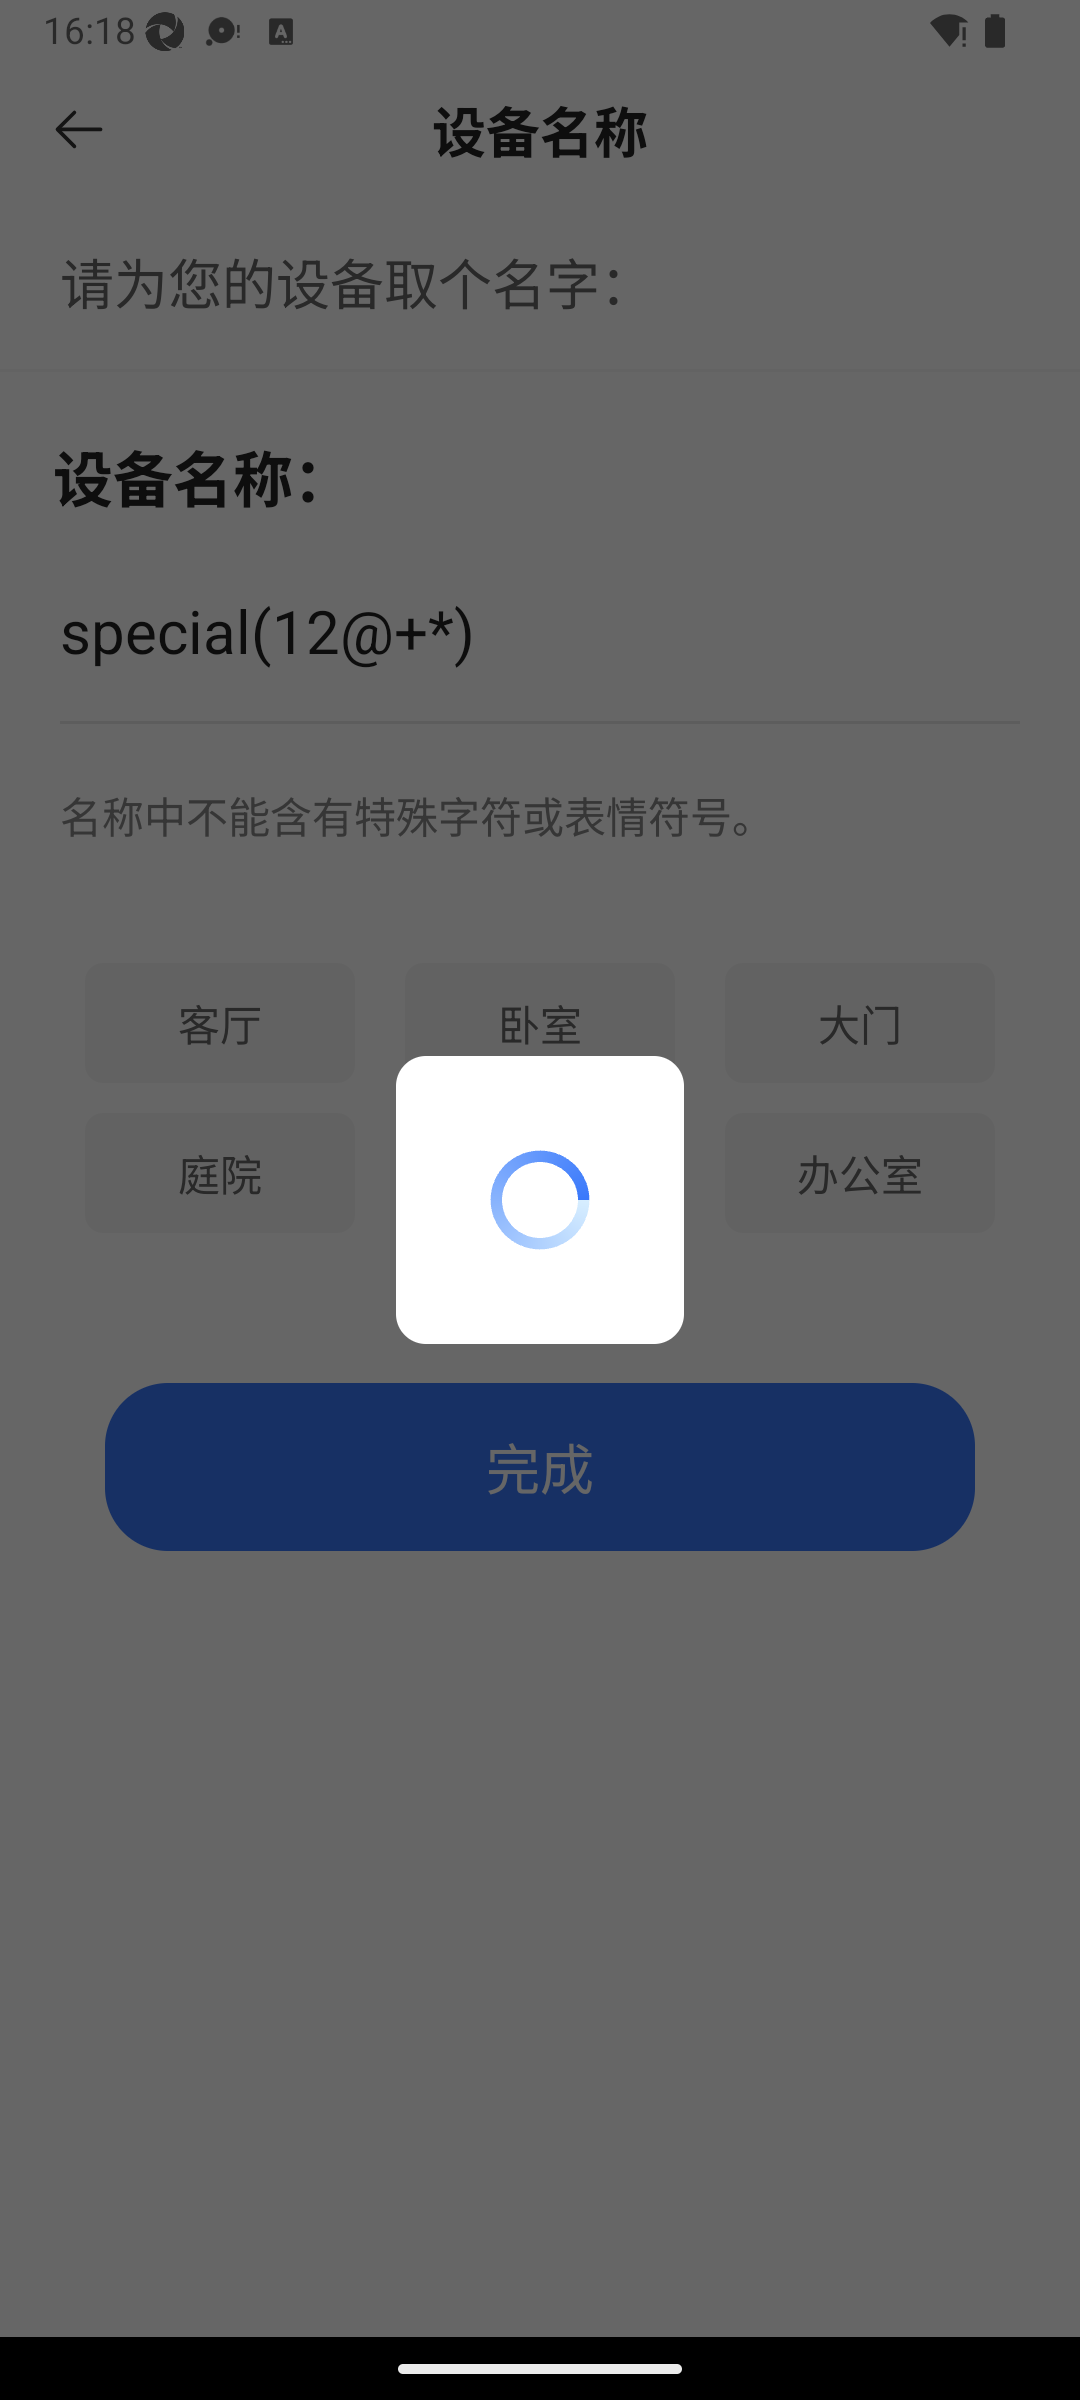 16:18
设备名称
请为您的设备取个名字：
设备名称：
special(12@+*)
名称中不能含有特殊字符或表情符号。
客厅 卧室 大门
庭院 办公室
完成